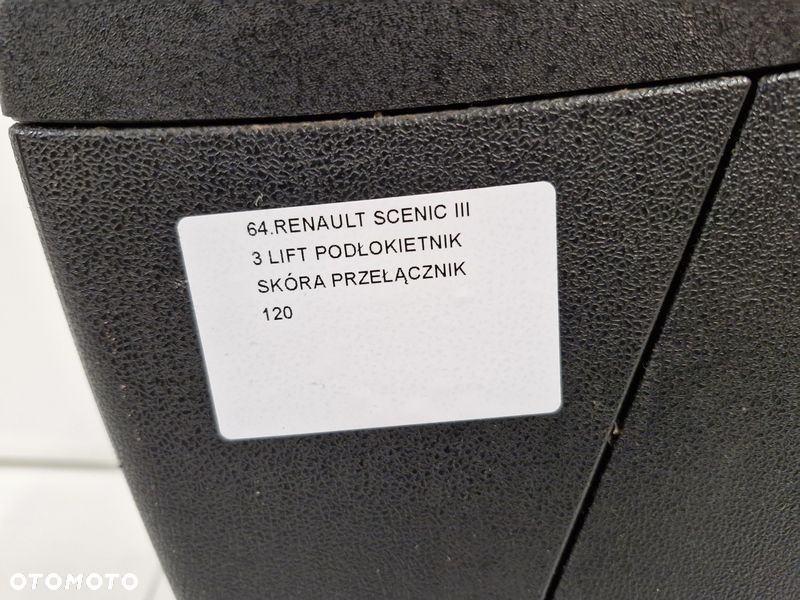 64.RENAULT SCENIC III
3 LIFT PODŁOKIETNIK
SKÓRA PRZEŁĄCZNIK
120
OTOMOTO